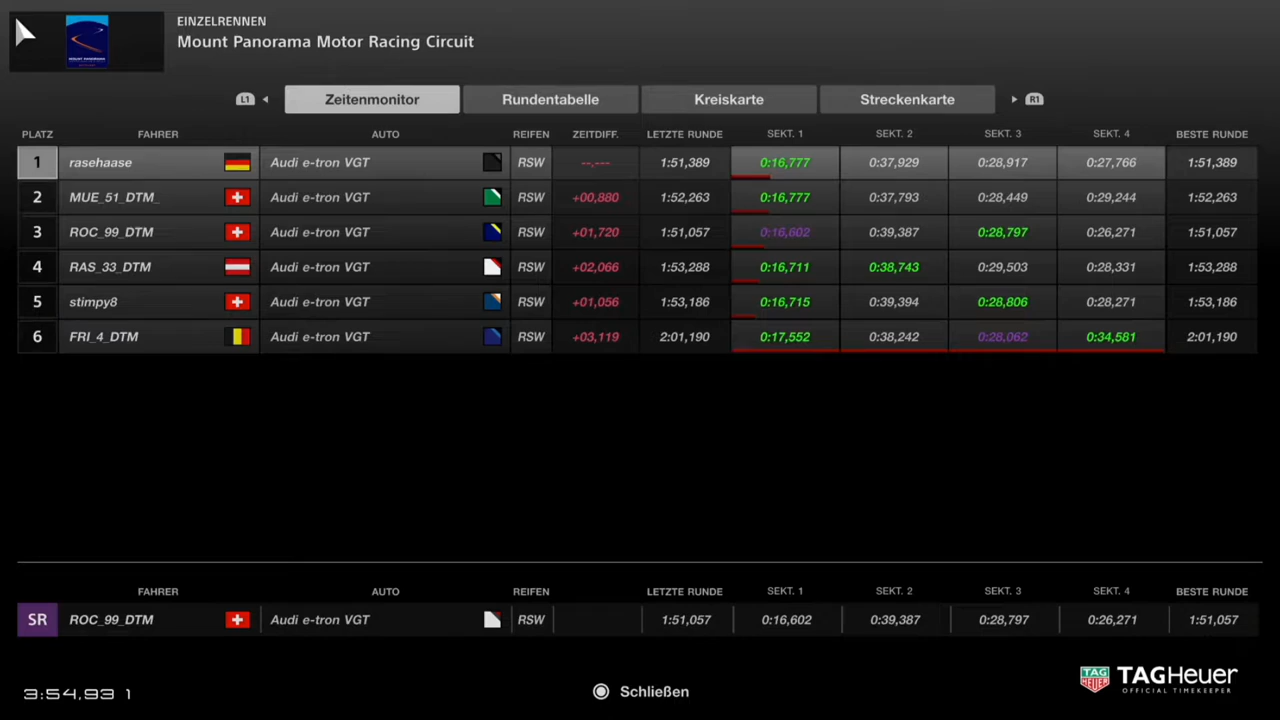 EINZELRENNEN
Mount Panorama Motor Racing Circuit
L1 Zeitenmonitor Rundentabelle Kreiskarte Streckenkarte R1
PLATZ FAHRER AUTO REIFEN ZEITDIFF. LETZTE RUNDE SEKT. 1 SEKT. 2 SEKT. 3 SEKT. 4 BESTE RUNDE
1 rasehaase Audi e-tron VGT RSW --,--- 1:51,389 0:16,777 0:37,929 0:28,917 0:27,766 1:51,389
2 MUE_51_DTM_ Audi e-tron VGT RSW +00,880 1:52,263 0:16,777 0:37,793 0:28,449 0:29,244 1:52,263
3 ROC_99_DTM Audi e-tron VGT RSW +01,720 1:51,057 0:16,602 0:39,387 0:28,797 0:26,271 1:51,057
4 RAS_33_DTM Audi e-tron VGT RSW +02,066 1:53,288 0:16,711 0:38,743 0:29,503 0:28,331 1:53,288
5 stimpy8 Audi e-tron VGT RSW +01,056 1:53,186 0:16,715 0:39,394 0:28,806 0:28,271 1:53,186
6 FRI_4_DTM Audi e-tron VGT RSW +03,119 2:01,190 0:17,552 0:38,242 0:28,062 0:34,581 2:01,190
FAHRER AUTO REIFEN LETZTE RUNDE SEKT. 1 SEKT. 2 SEKT. 3 SEKT. 4 BESTE RUNDE
SR ROC_99_DTM Audi e-tron VGT RSW 1:51,057 0:16,602 0:39,387 0:28,797 0:26,271 1:51,057
3:54,931
Schließen
TAG HEUER TAGHeuer
OFFICIAL TIMEKEEPER